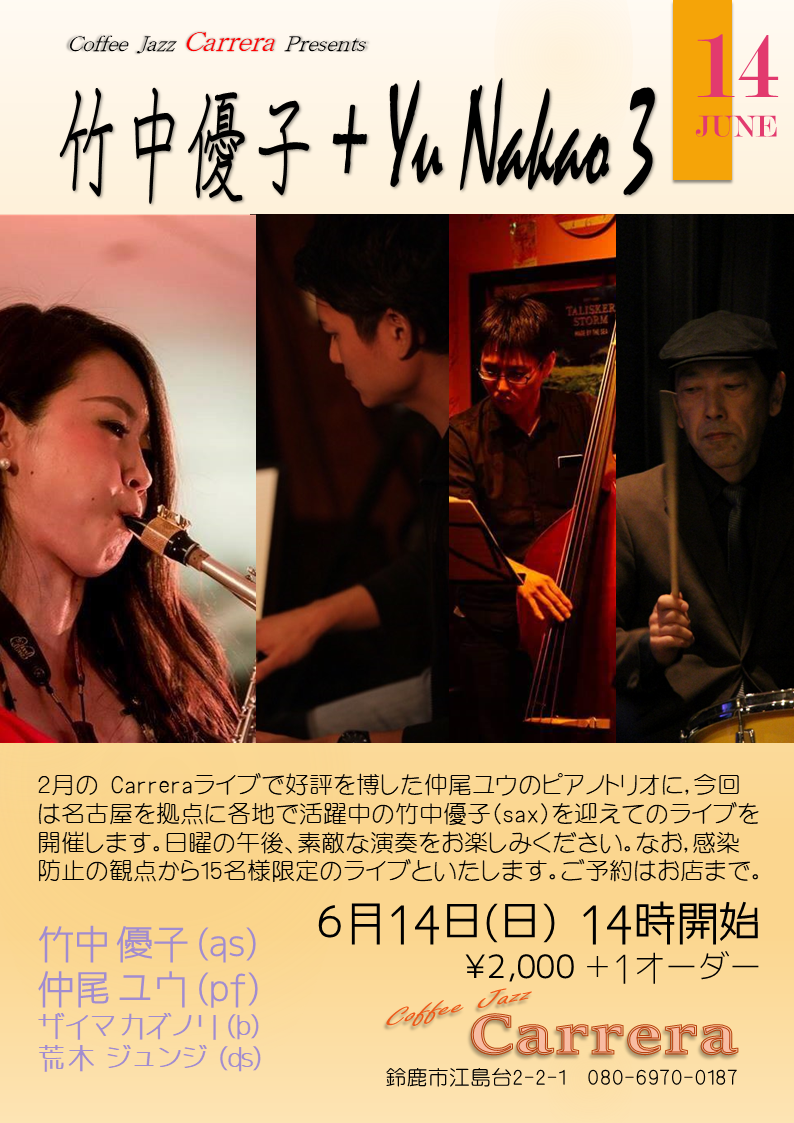 Coffee Jazz Carrera Presents
14
JUNE
竹中優子+Yu Nakao 3
TALISKER
STORM
MADE BY THE SEA
2月の Carreraライブで好評を博した仲尾ユウのピアノトリオに,今回
は名古屋を拠点に各地で活躍中の竹中優子(sax)を迎えてのライブを
開催します。日曜の午後、素敵な演奏をお楽しみください。なお,感染
防止の観点から15名様限定のライブといたします。ご予約はお店まで。
6月14日(日) 14時開始
¥2,000 +1オーダー
竹中 優子 (as)
仲尾 ユウ (pf)
ザイマ カズノリ (b)
荒木 ジュンジ (ds)
Coffee Jazz
Carrera
鈴鹿市江島台2-2-1 080-6970-0187